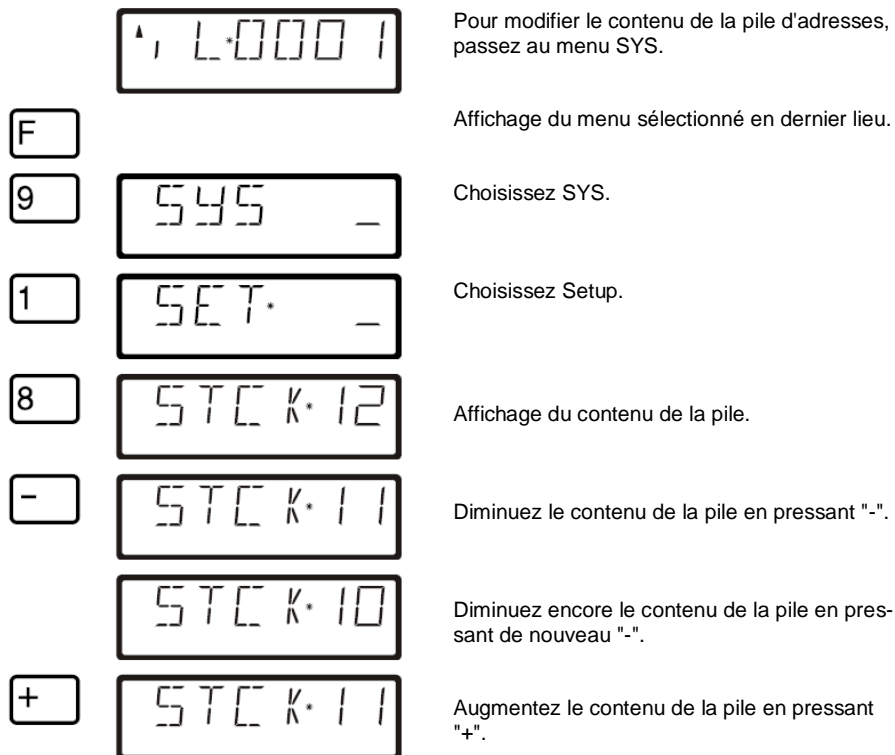 L*0001
Pour modifier le contenu de la pile d'adresses,
passez au menu SYS.
F
Affichage du menu sélectionné en dernier lieu.
9
SYS _
Choisissez SYS.
1
SET* _
Choisissez Setup.
8
STCK*12
Affichage du contenu de la pile.
-
STCK*11
Diminuez le contenu de la pile en pressant "-".
STCK*10
Diminuez encore le contenu de la pile en pres-
sant de nouveau "-".
+
STCK*11
Augmentez le contenu de la pile en pressant
"+".